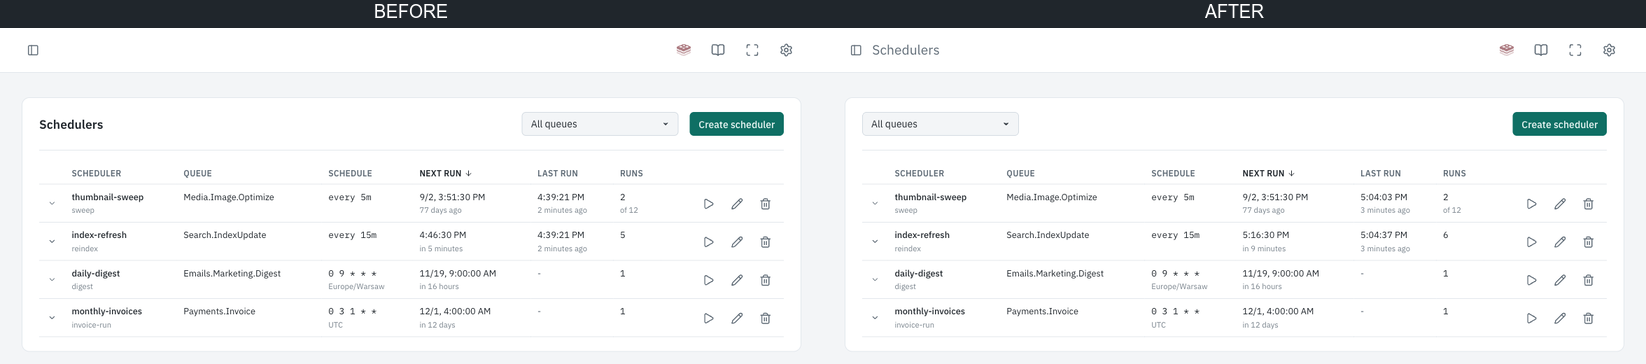 BEFORE
Schedulers
All queues
Create scheduler
SCHEDULER QUEUE SCHEDULE NEXT RUN ↓ LAST RUN RUNS
thumbnail-sweep Media.Image.Optimize every 5m 9/2, 3:51:30 PM 4:39:21 PM 2
sweep 77 days ago 2 minutes ago of 12
index-refresh Search.IndexUpdate every 15m 4:46:30 PM 4:39:21 PM 5
reindex in 5 minutes 2 minutes ago
daily-digest Emails.Marketing.Digest 0 9 * * * 11/19, 9:00:00 AM - 1
digest Europe/Warsaw in 16 hours
monthly-invoices Payments.Invoice 0 3 1 * * 12/1, 4:00:00 AM - 1
invoice-run UTC in 12 days
AFTER
Schedulers
All queues
Create scheduler
SCHEDULER QUEUE SCHEDULE NEXT RUN ↓ LAST RUN RUNS
thumbnail-sweep Media.Image.Optimize every 5m 9/2, 3:51:30 PM 5:04:03 PM 2
sweep 77 days ago 3 minutes ago of 12
index-refresh Search.IndexUpdate every 15m 5:16:30 PM 5:04:37 PM 6
reindex in 9 minutes 3 minutes ago
daily-digest Emails.Marketing.Digest 0 9 * * * 11/19, 9:00:00 AM - 1
digest Europe/Warsaw in 16 hours
monthly-invoices Payments.Invoice 0 3 1 * * 12/1, 4:00:00 AM - 1
invoice-run UTC in 12 days